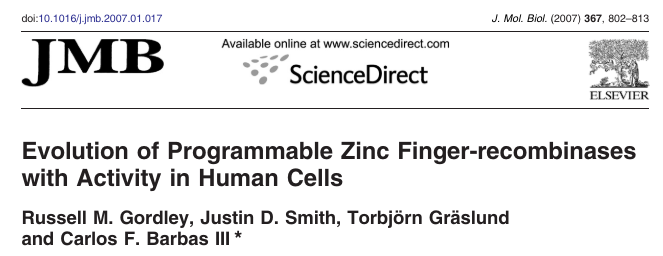 doi:10.1016/j.jmb.2007.01.017
J. Mol. Biol. (2007) 367, 802–813
JMB
Available online at www.sciencedirect.com
ScienceDirect
ELSEVIER
Evolution of Programmable Zinc Finger-recombinases
with Activity in Human Cells
Russell M. Gordley, Justin D. Smith, Torbjörn Gräslund
and Carlos F. Barbas III*